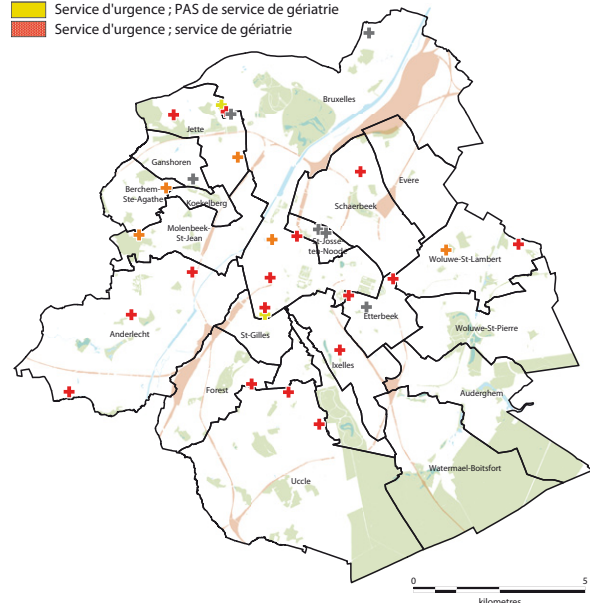 Service d'urgence ; PAS de service de gériatrie
Service d'urgence ; service de gériatrie
Bruxelles
Jette
Ganshoren
Evere
Berchem-
Ste-Agathe
Koekelberg
Schaerbeek
Molenbeek-
St-Jean
St-Josse
ten-Noode
Woluwe-St-Lambert
Etterbeek
Woluwe-St-Pierre
Anderlecht
St-Gilles
Ixelles
Forest
Auderghem
Watermael-Boitsfort
Uccle
0 5
kilometres